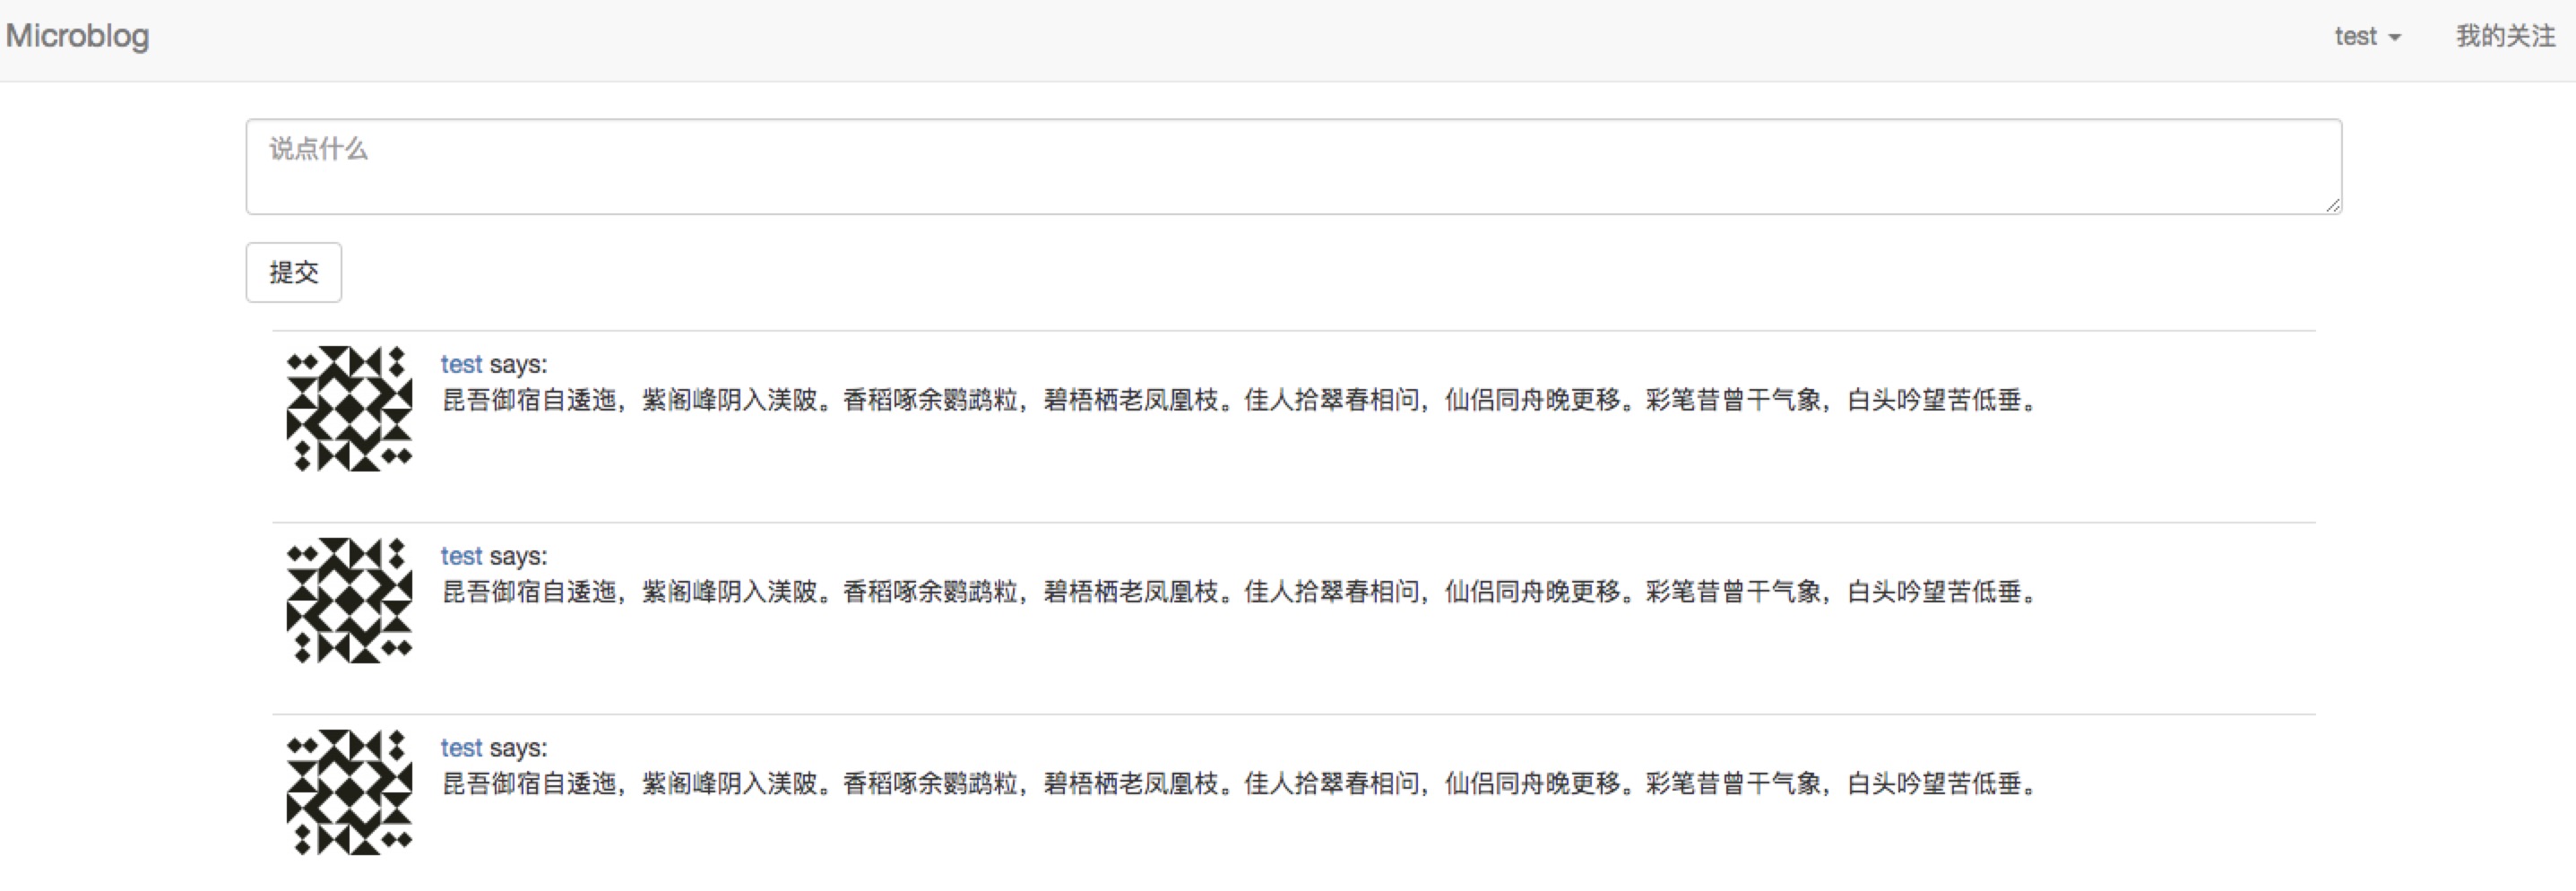 Microblog
test
我的关注
说点什么
提交
test says:
昆吾御宿自逶迤，紫阁峰阴入渼陂。香稻啄余鹦鹉粒，碧梧栖老凤凰枝。佳人拾翠春相问，仙侣同舟晚更移。彩笔昔曾干气象，白头吟望苦低垂。
test says:
昆吾御宿自逶迤，紫阁峰阴入渼陂。香稻啄余鹦鹉粒，碧梧栖老凤凰枝。佳人拾翠春相问，仙侣同舟晚更移。彩笔昔曾干气象，白头吟望苦低垂。
test says:
昆吾御宿自逶迤，紫阁峰阴入渼陂。香稻啄余鹦鹉粒，碧梧栖老凤凰枝。佳人拾翠春相问，仙侣同舟晚更移。彩笔昔曾干气象，白头吟望苦低垂。